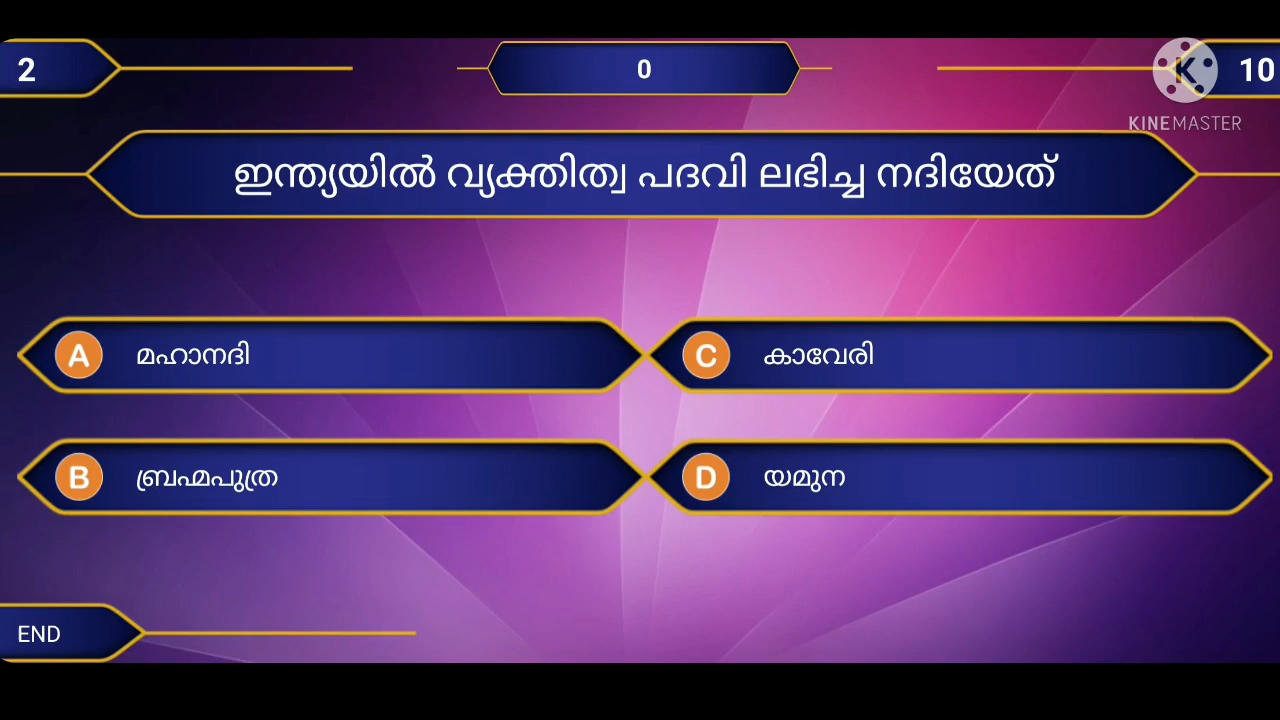 2
0
10
KINEMASTER
ഇന്ത്യയിൽ വ്യക്തിത്വ പദവി ലഭിച്ച നദിയേത്
A മഹാനദി
C കാവേരി
B ബ്രഹ്മപുത്ര
D യമുന
END